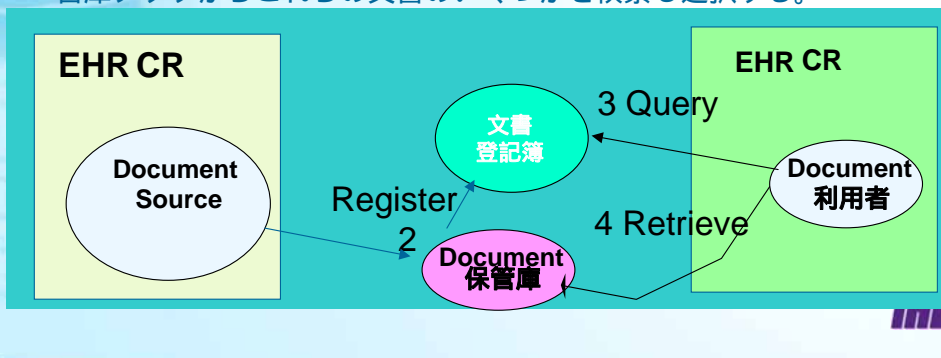 EHR CR
EHR CR
3 Query
文書
登記簿
Document
Source
Document
利用者
Register
2
4 Retrieve
Document
保管庫